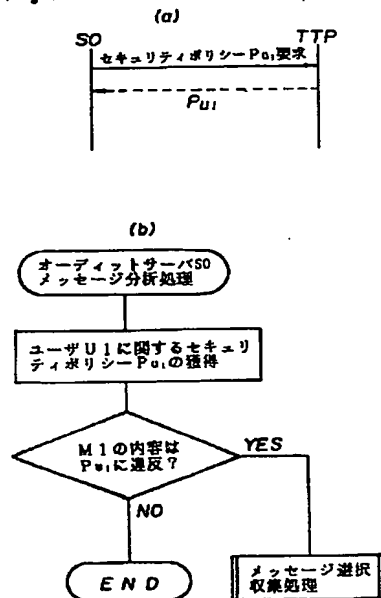 (a)
SO
TTP
セキュリティポリシーPu₁要求
Pu₁
(b)
オーディットサーバSO
メッセージ分析処理
ユーザU1に関するセキュリ
ティポリシーPu₁の獲得
M1の内容は
Pu₁に違反?
YES
NO
メッセージ選択
収集処理
END